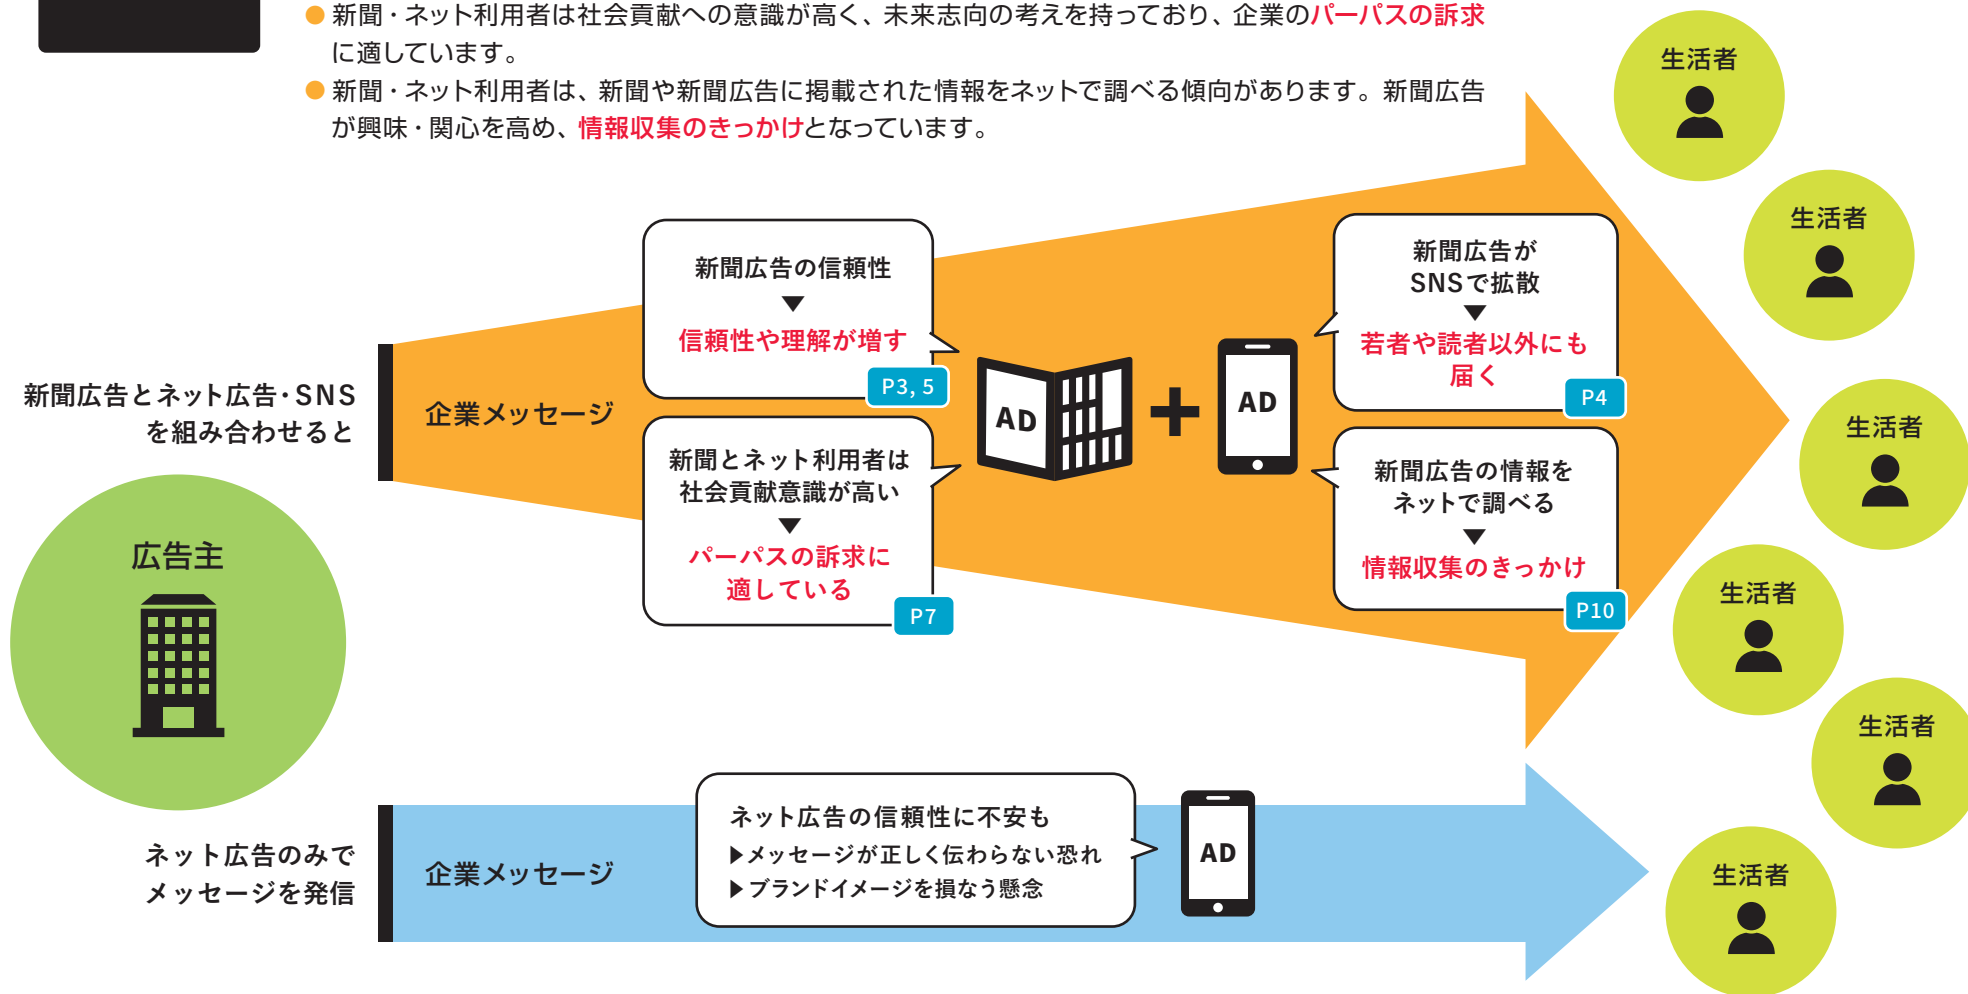 ● 新聞・ネット利用者は社会貢献への意識が高く、未来志向の考えを持っており、企業のパーパスの訴求
に適しています。
● 新聞・ネット利用者は、新聞や新聞広告に掲載された情報をネットで調べる傾向があります。新聞広告
が興味・関心を高め、情報収集のきっかけとなっています。
新聞広告とネット広告・SNS
を組み合わせると
広告主
企業メッセージ
新聞広告の信頼性
▼
信頼性や理解が増す
P3, 5
新聞とネット利用者は
社会貢献意識が高い
▼
パーパスの訴求に
適している
P7
AD
+
AD
新聞広告が
SNSで拡散
▼
若者や読者以外にも
届く
P4
新聞広告の情報を
ネットで調べる
▼
情報収集のきっかけ
P10
ネット広告のみで
メッセージを発信
企業メッセージ
ネット広告の信頼性に不安も
▶メッセージが正しく伝わらない恐れ
▶ブランドイメージを損なう懸念
AD
生活者
生活者
生活者
生活者
生活者
生活者